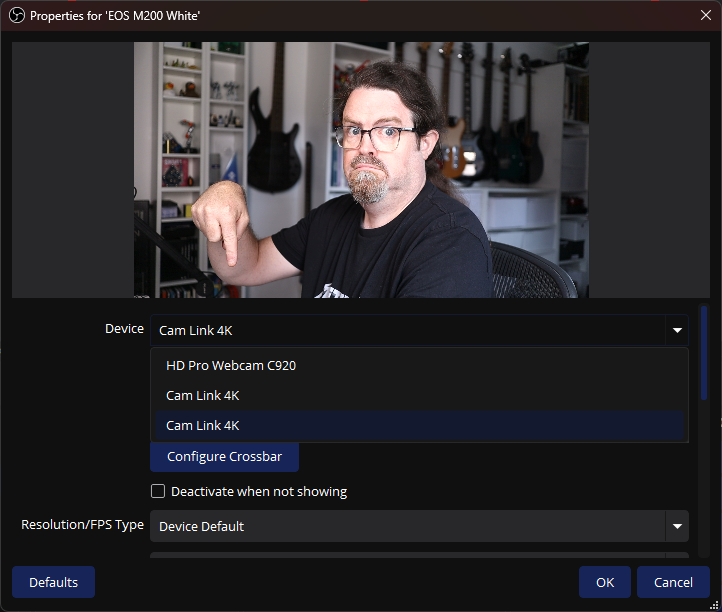 Properties for 'EOS M200 White'
Device
Cam Link 4K
HD Pro Webcam C920
Cam Link 4K
Cam Link 4K
Configure Crossbar
Deactivate when not showing
Resolution/FPS Type
Device Default
Defaults
OK
Cancel